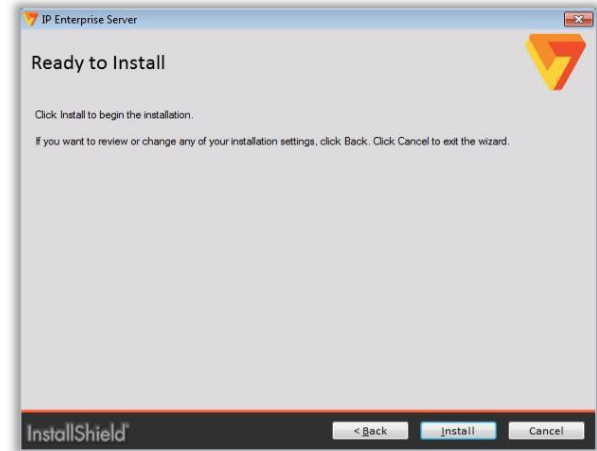 IP Enterprise Server
Ready to Install
Click Install to begin the installation.
If you want to review or change any of your installation settings, click Back. Click Cancel to exit the wizard.
InstallShield
< Back Install Cancel